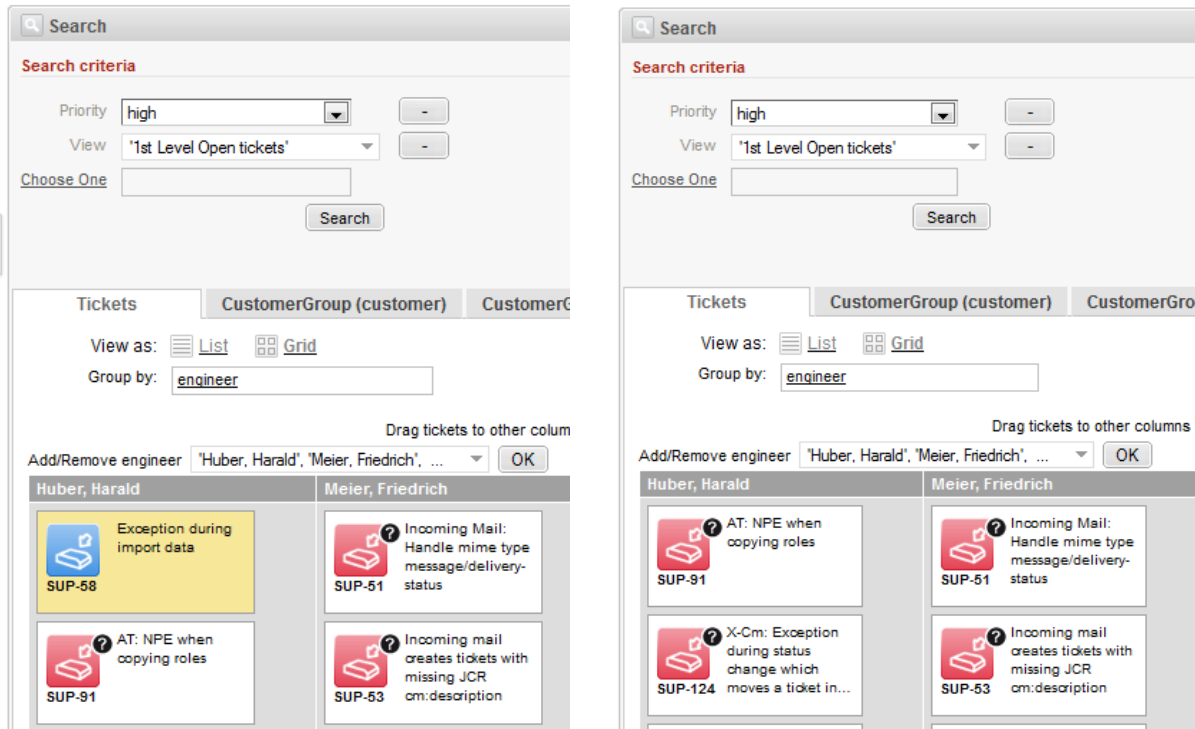 Search
Search criteria
Priority high -
View '1st Level Open tickets' -
Choose One
Search
Tickets CustomerGroup (customer) CustomerG
View as: List Grid
Group by: engineer
Drag tickets to other colum
Add/Remove engineer 'Huber, Harald', 'Meier, Friedrich', ... OK
Huber, Harald Meier, Friedrich
Exception during
import data
SUP-58
Incoming Mail:
Handle mime type
message/delivery-
status
SUP-51
AT: NPE when
copying roles
SUP-91
Incoming mail
creates tickets with
missing JCR
cm:description
SUP-53
Search
Search criteria
Priority high -
View '1st Level Open tickets' -
Choose One
Search
Tickets CustomerGroup (customer) CustomerGro
View as: List Grid
Group by: engineer
Drag tickets to other columns
Add/Remove engineer 'Huber, Harald', 'Meier, Friedrich', ... OK
Huber, Harald Meier, Friedrich
AT: NPE when
copying roles
SUP-91
Incoming Mail:
Handle mime type
message/delivery-
status
SUP-51
X-Cm: Exception
during status
change which
moves a ticket in...
SUP-124
Incoming mail
creates tickets with
missing JCR
cm:description
SUP-53